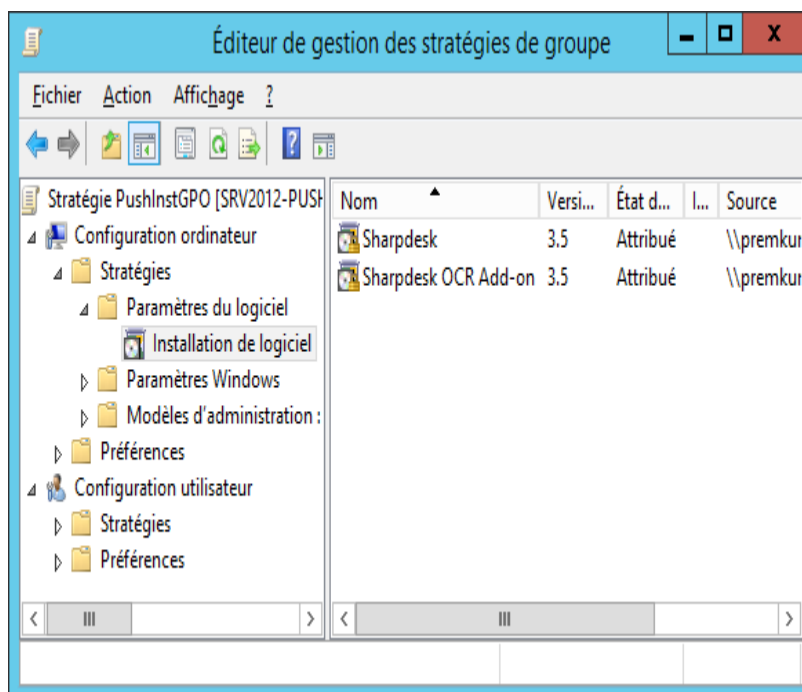 Éditeur de gestion des stratégies de groupe
Fichier Action Affichage ?
Stratégie PushInstGPO [SRV2012-PUSH
Configuration ordinateur
Stratégies
Paramètres du logiciel
Installation de logiciel
Paramètres Windows
Modèles d'administration :
Préférences
Configuration utilisateur
Stratégies
Préférences
Nom Versi... État d... I... Source
Sharpdesk 3.5 Attribué \\premkur
Sharpdesk OCR Add-on 3.5 Attribué \\premkur